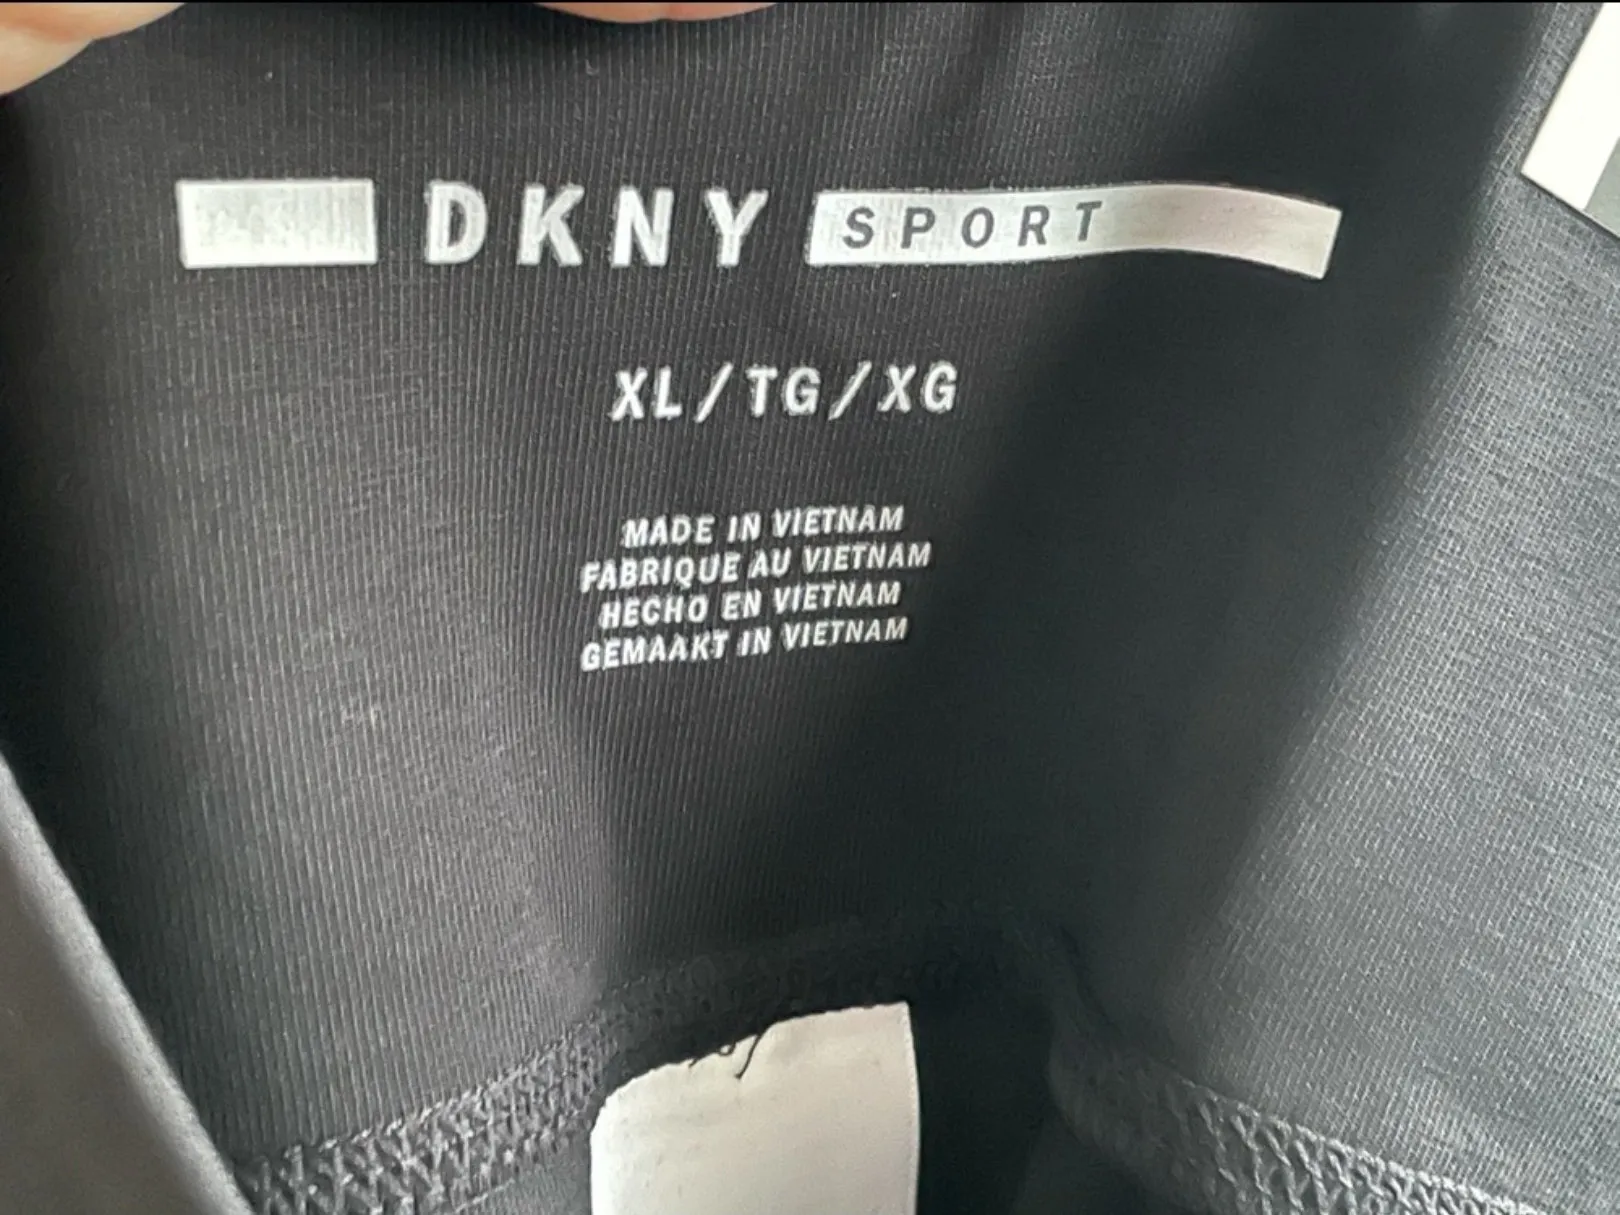 DKNY SPORT
XL/TG/XG
MADE IN VIETNAM
FABRIQUE AU VIETNAM
HECHO EN VIETNAM
GEMAAKT IN VIETNAM